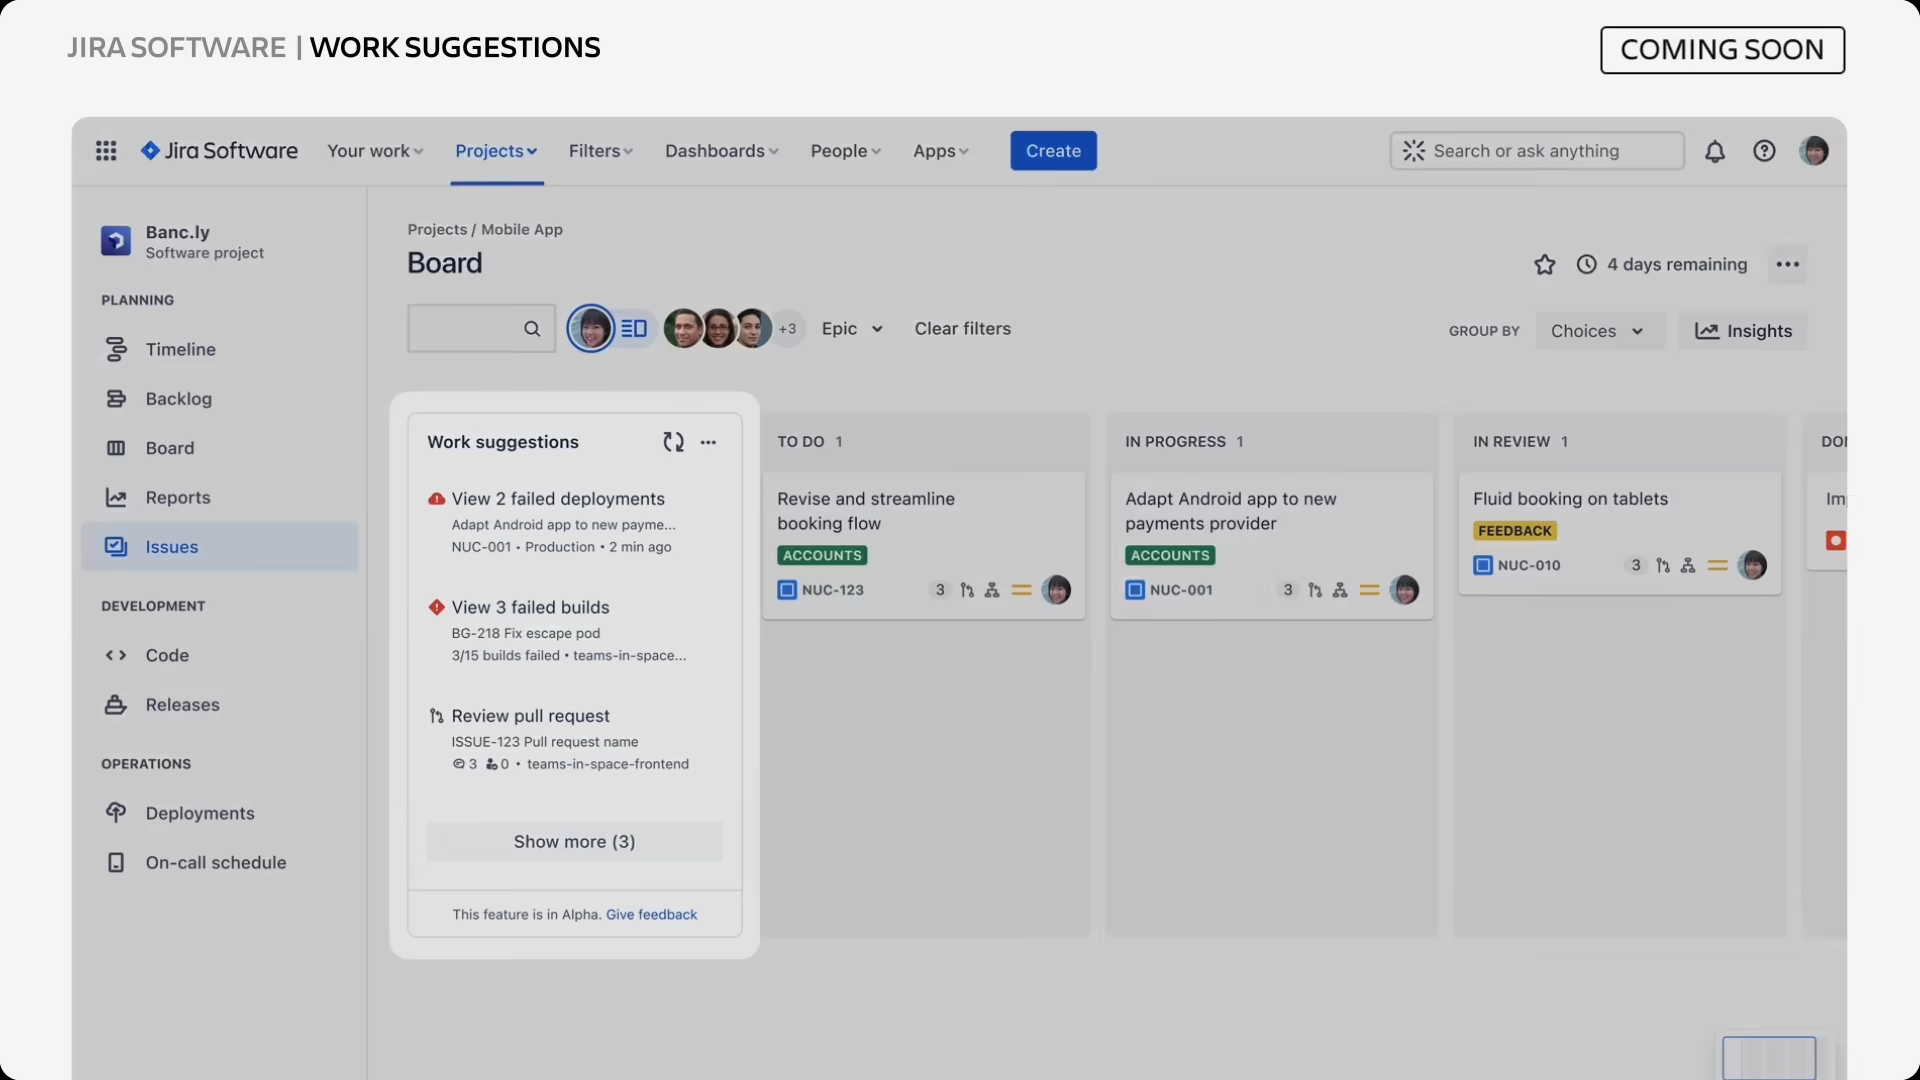 JIRA SOFTWARE | WORK SUGGESTIONS
COMING SOON
Jira Software
Your work
Projects
Filters
Dashboards
People
Apps
Create
Search or ask anything
Banc.ly
Software project
PLANNING
Timeline
Backlog
Board
Reports
Issues
DEVELOPMENT
Code
Releases
OPERATIONS
Deployments
On-call schedule
Projects / Mobile App
Board
4 days remaining
+3
Epic
Clear filters
GROUP BY
Choices
Insights
Work suggestions
View 2 failed deployments
Adapt Android app to new payme...
NUC-001 • Production • 2 min ago
View 3 failed builds
BG-218 Fix escape pod
3/15 builds failed • teams-in-space...
Review pull request
ISSUE-123 Pull request name
3 0 • teams-in-space-frontend
Show more (3)
This feature is in Alpha. Give feedback
TO DO 1
Revise and streamline
booking flow
ACCOUNTS
NUC-123 3
IN PROGRESS 1
Adapt Android app to new
payments provider
ACCOUNTS
NUC-001 3
IN REVIEW 1
Fluid booking on tablets
FEEDBACK
NUC-010 3